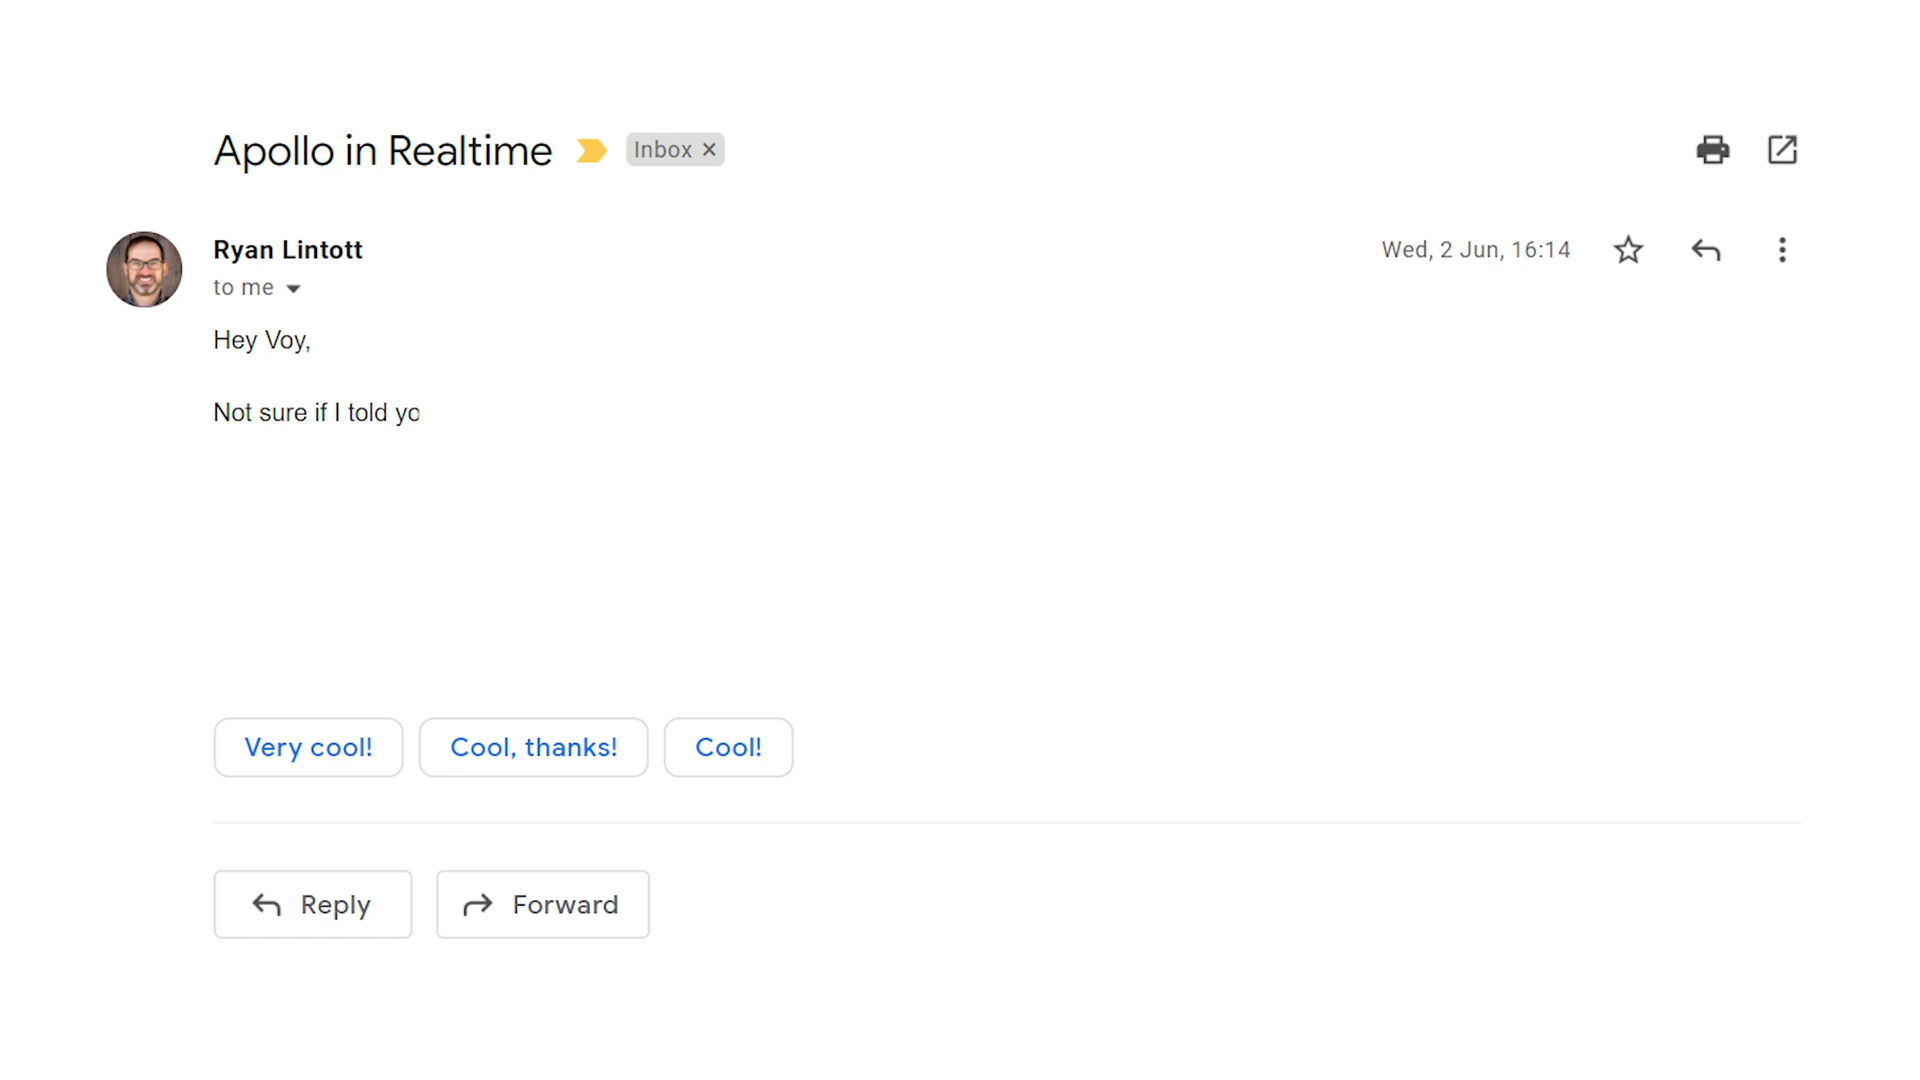 Apollo in Realtime
Inbox ×
Ryan Lintott
Wed, 2 Jun, 16:14
to me
Hey Voy,
Not sure if I told yo
Very cool!
Cool, thanks!
Cool!
Reply
Forward